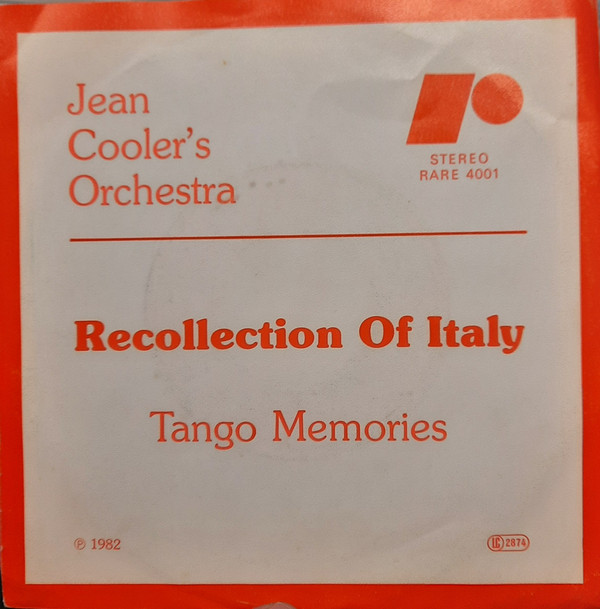 Jean
Cooler's
Orchestra
STEREO
RARE 4001
Recollection Of Italy
Tango Memories
℗ 1982
LC 2874